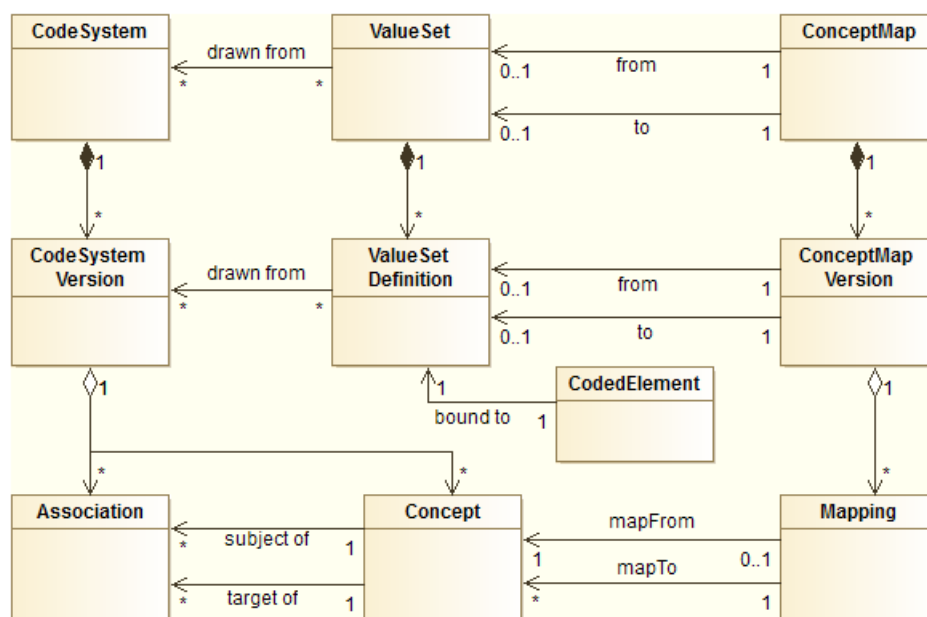 CodeSystem
ValueSet
ConceptMap
drawn from
* *
0..1 from 1
0..1 to 1
1 1 1
* * *
CodeSystem
Version
ValueSet
Definition
ConceptMap
Version
drawn from
* *
0..1 from 1
0..1 to 1
1 1 1
CodedElement
bound to 1
* * *
Association
Concept
Mapping
mapFrom
* subject of 1
1 0..1
mapTo
* target of 1
* 1